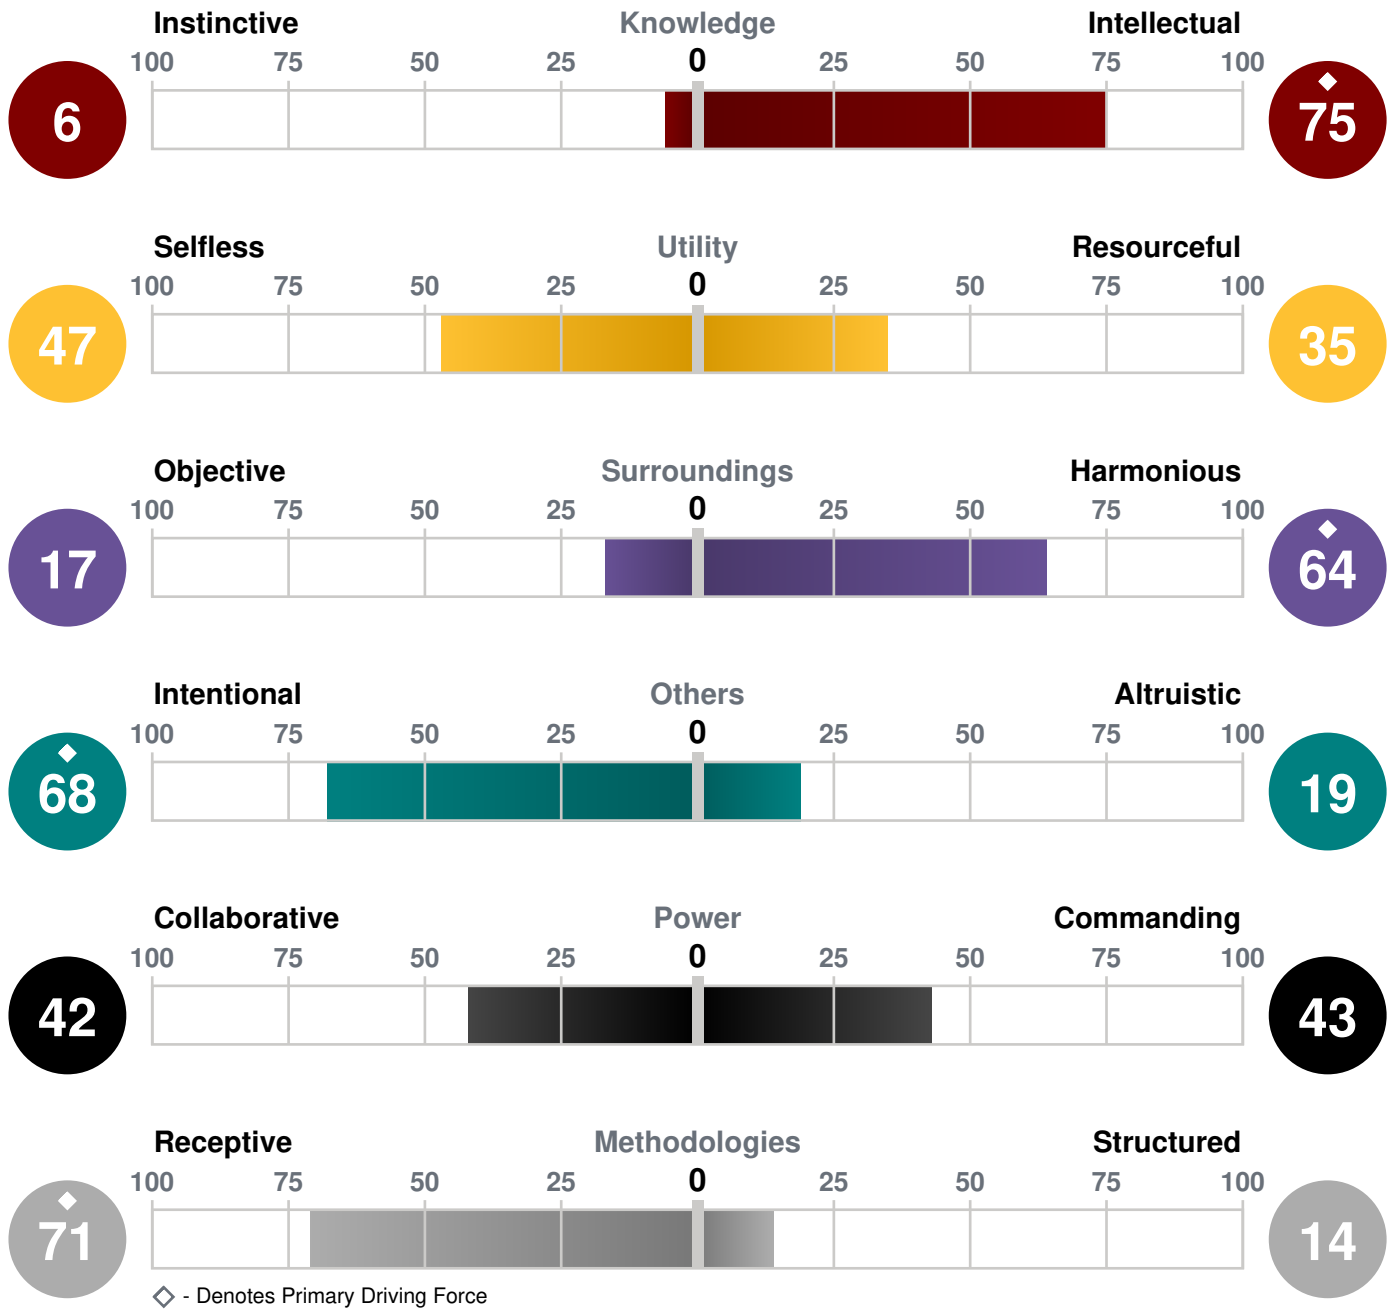 Instinctive Knowledge Intellectual
100 75 50 25 0 25 50 75 100
6 75
Selfless Utility Resourceful
100 75 50 25 0 25 50 75 100
47 35
Objective Surroundings Harmonious
100 75 50 25 0 25 50 75 100
17 64
Intentional Others Altruistic
100 75 50 25 0 25 50 75 100
68 19
Collaborative Power Commanding
100 75 50 25 0 25 50 75 100
42 43
Receptive Methodologies Structured
100 75 50 25 0 25 50 75 100
71 14
- Denotes Primary Driving Force